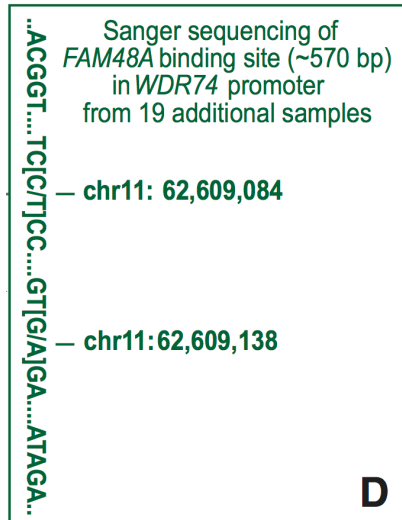 ..ACGGT....TC[C/T]CC....GT[G/A]GA....ATAGA..
Sanger sequencing of
FAM48A binding site (~570 bp)
in WDR74 promoter
from 19 additional samples
chr11: 62,609,084
chr11:62,609,138
D